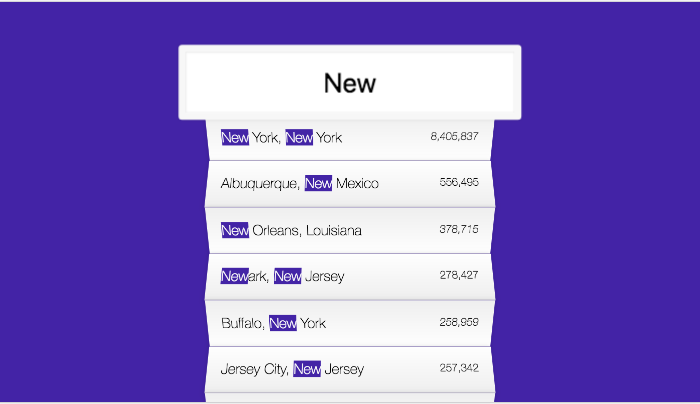 New
New York, New York 8,405,837
Albuquerque, New Mexico 556,495
New Orleans, Louisiana 378,715
Newark, New Jersey 278,427
Buffalo, New York 258,959
Jersey City, New Jersey 257,342